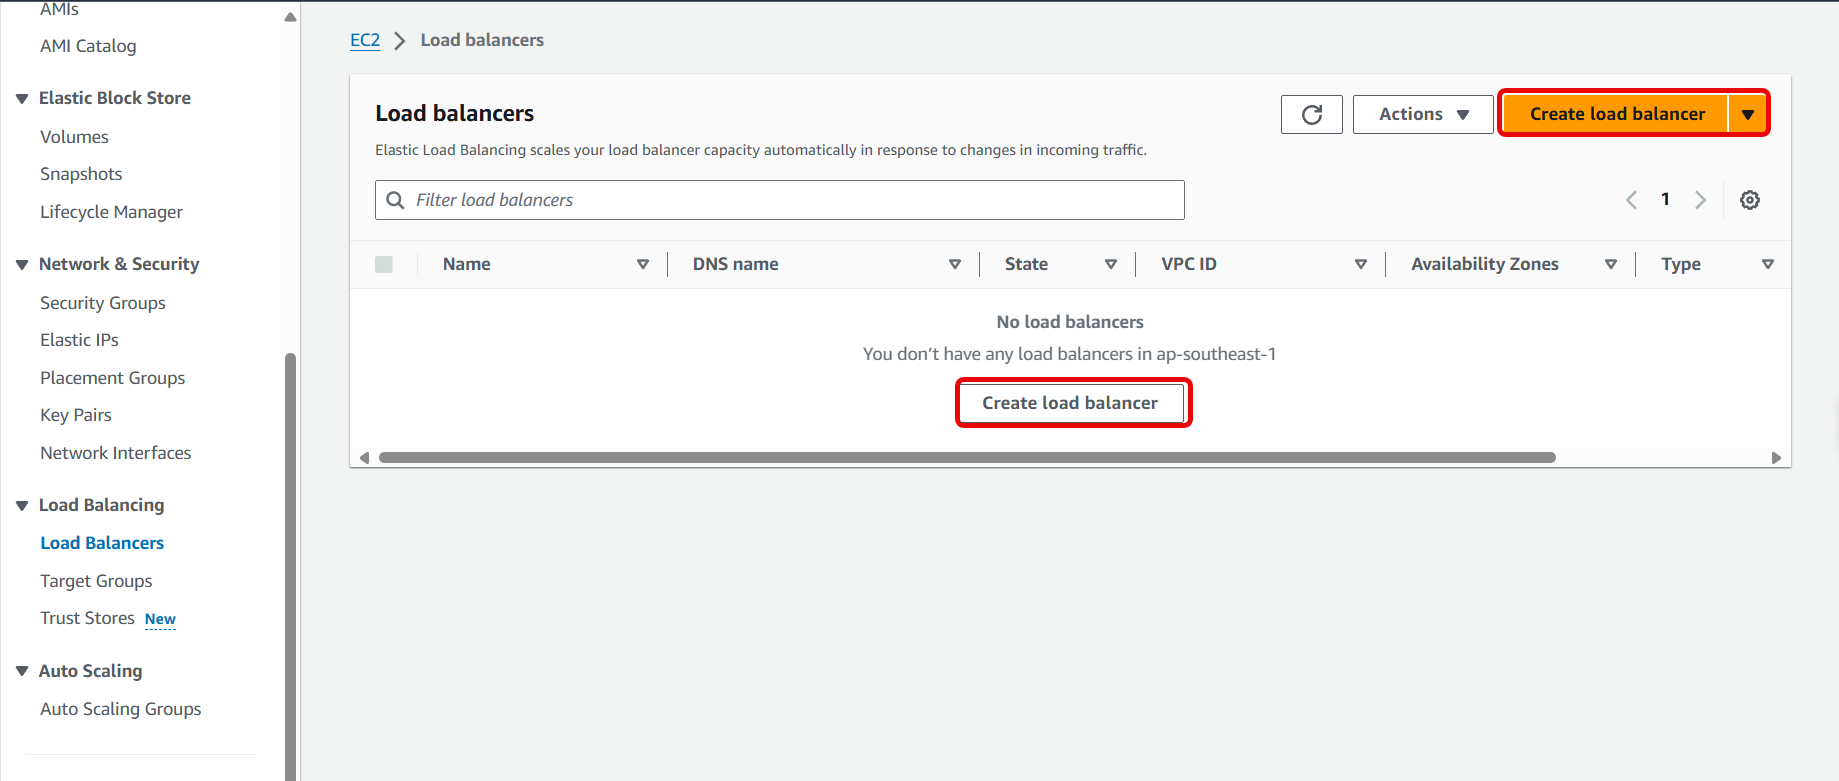 AMIs
AMI Catalog
Elastic Block Store
Volumes
Snapshots
Lifecycle Manager
Network & Security
Security Groups
Elastic IPs
Placement Groups
Key Pairs
Network Interfaces
Load Balancing
Load Balancers
Target Groups
Trust Stores New
Auto Scaling
Auto Scaling Groups
EC2 Load balancers
Load balancers
Actions
Create load balancer
Elastic Load Balancing scales your load balancer capacity automatically in response to changes in incoming traffic.
Filter load balancers
1
Name DNS name State VPC ID Availability Zones Type
No load balancers
You don’t have any load balancers in ap-southeast-1
Create load balancer